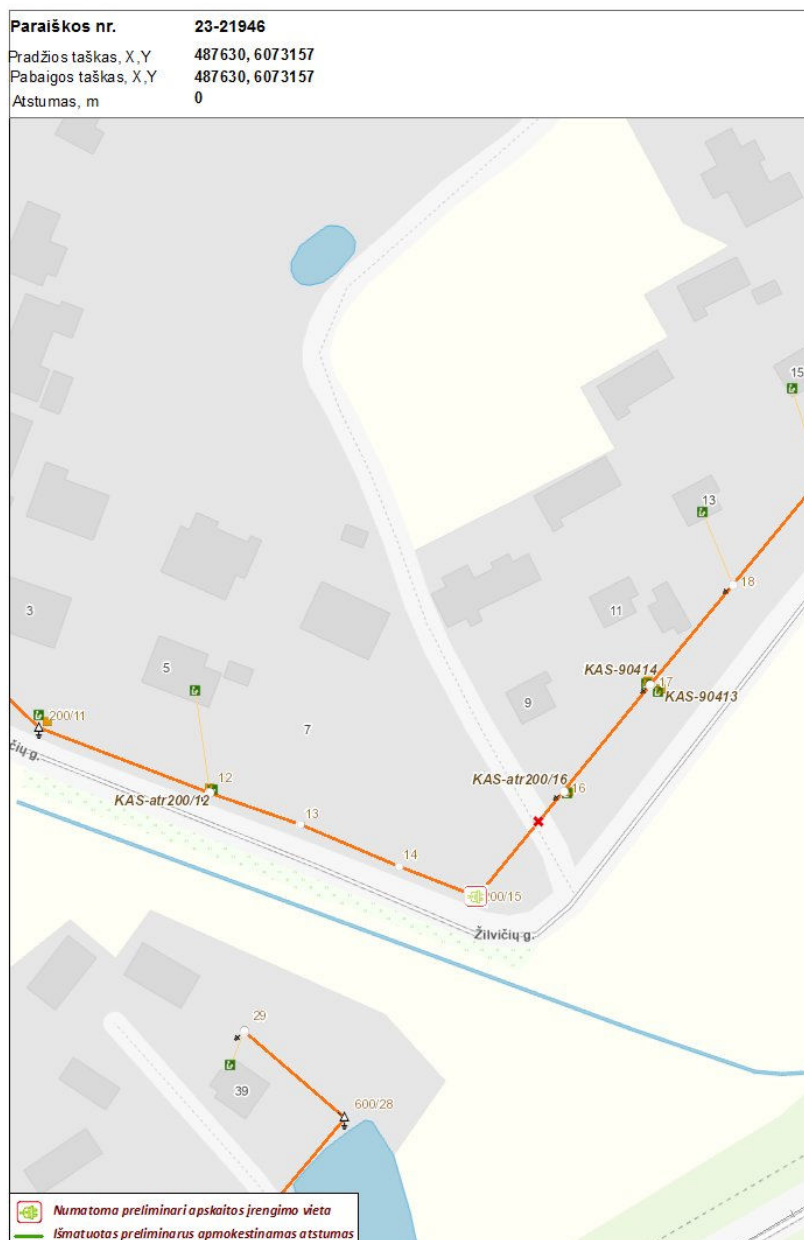 Paraiškos nr. 23-21946
Pradžios taškas, X,Y 487630, 6073157
Pabaigos taškas, X,Y 487630, 6073157
Atstumas, m 0
15
13
18
3
11
KAS-90414
17
KAS-90413
5
9
200/11
7
čių g.
12
KAS-atr200/16
16
KAS-atr200/12
13
14
200/15
Žilvičių g.
29
39
600/28
Numatoma preliminari apskaitos įrengimo vieta
Išmatuotas preliminarus apmokestinamas atstumas